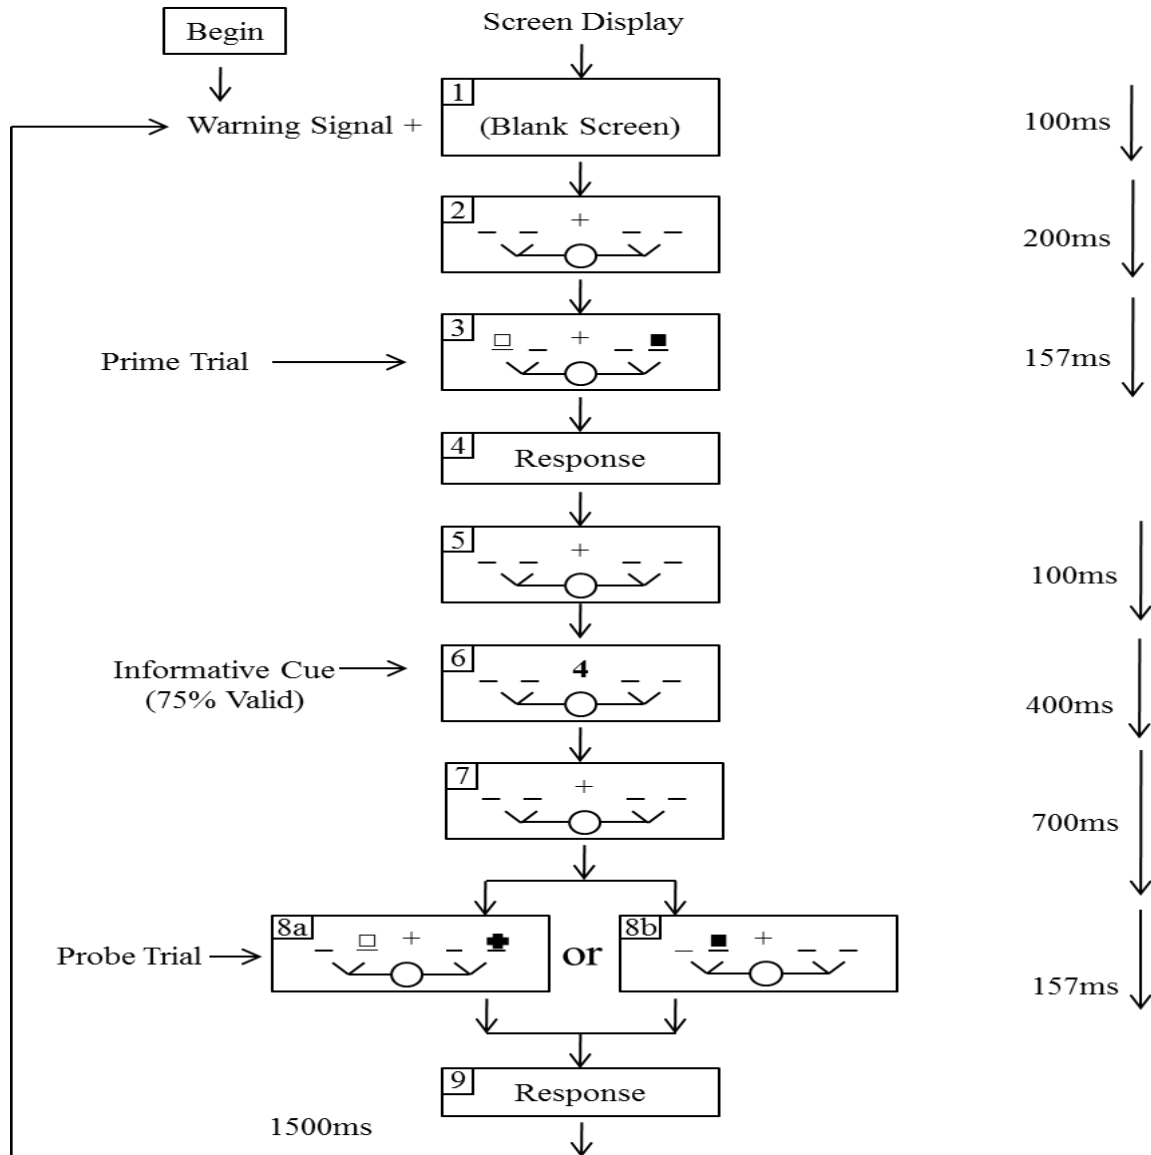 Begin
Screen Display
1
Warning Signal +
(Blank Screen)
100ms
2
+
200ms
3
+
Prime Trial
157ms
4
Response
5
+
100ms
6
4
Informative Cue
(75% Valid)
400ms
7
+
700ms
8a
+
or
8b
+
Probe Trial
157ms
9
Response
1500ms